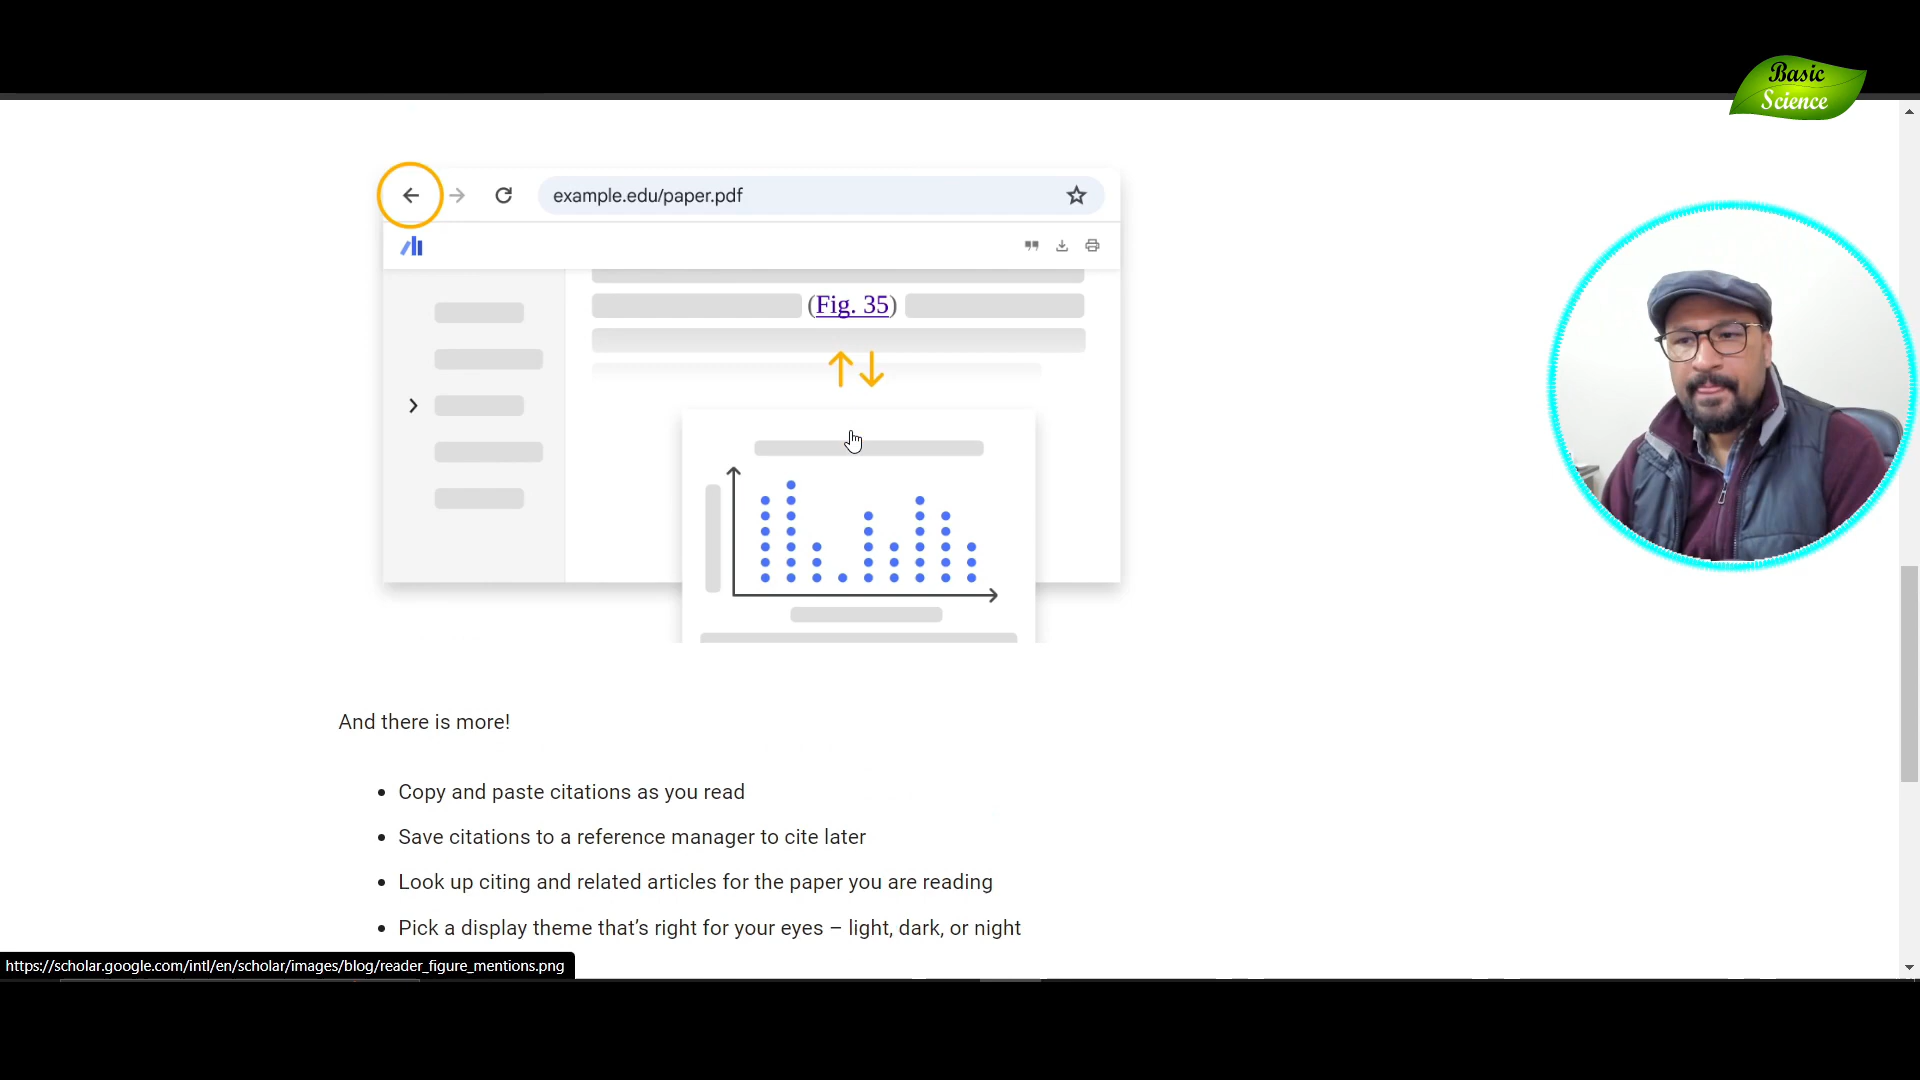 Basic
Science
example.edu/paper.pdf
(Fig. 35)
And there is more!
• Copy and paste citations as you read
• Save citations to a reference manager to cite later
• Look up citing and related articles for the paper you are reading
• Pick a display theme that’s right for your eyes – light, dark, or night
https://scholar.google.com/intl/en/scholar/images/blog/reader_figure_mentions.png